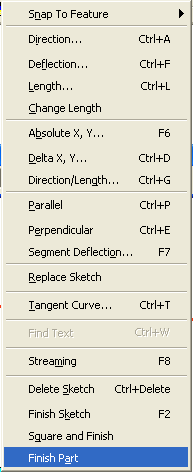 Snap To Feature
Direction... Ctrl+A
Deflection... Ctrl+F
Length... Ctrl+L
Change Length
Absolute X, Y... F6
Delta X, Y... Ctrl+D
Direction/Length... Ctrl+G
Parallel Ctrl+P
Perpendicular Ctrl+E
Segment Deflection... F7
Replace Sketch
Tangent Curve... Ctrl+T
Find Text Ctrl+W
Streaming F8
Delete Sketch Ctrl+Delete
Finish Sketch F2
Square and Finish
Finish Part